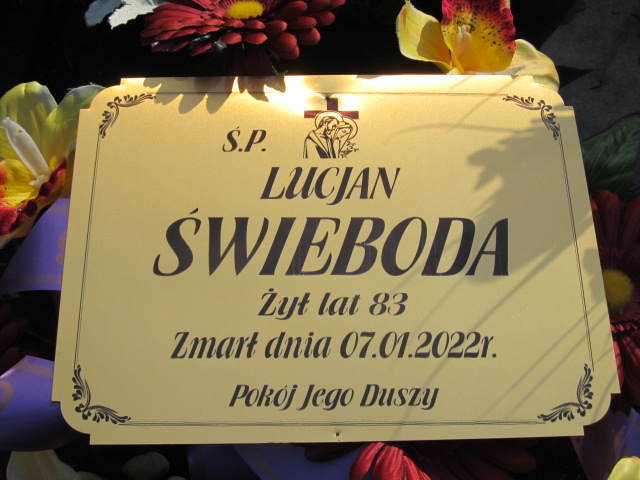 Ś.P.
LUCJAN
ŚWIEBODA
Żył lat 83
Zmarł dnia 07.01.2022r.
Pokój Jego Duszy